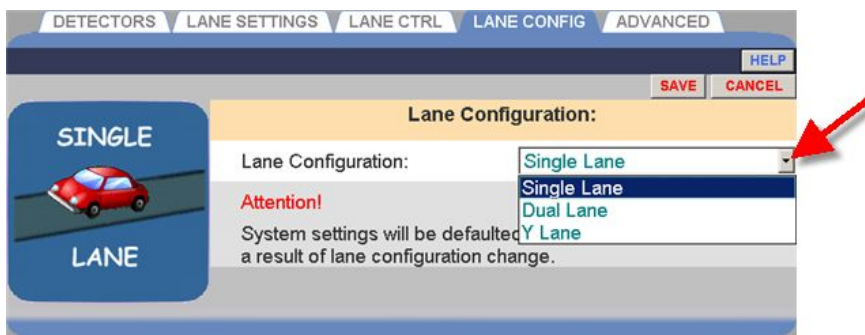 DETECTORS LANE SETTINGS LANE CTRL LANE CONFIG ADVANCED
HELP
SAVE CANCEL
SINGLE
LANE
Lane Configuration:
Lane Configuration: Single Lane
Single Lane
Dual Lane
Y Lane
Attention!
System settings will be defaulted
a result of lane configuration change.